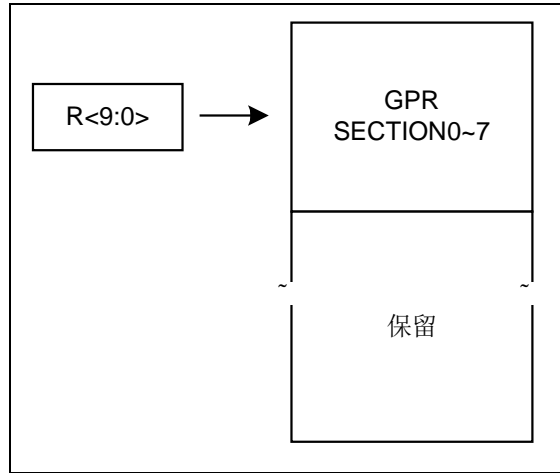 R<9:0>
GPR
SECTION0~7
~
~
保留